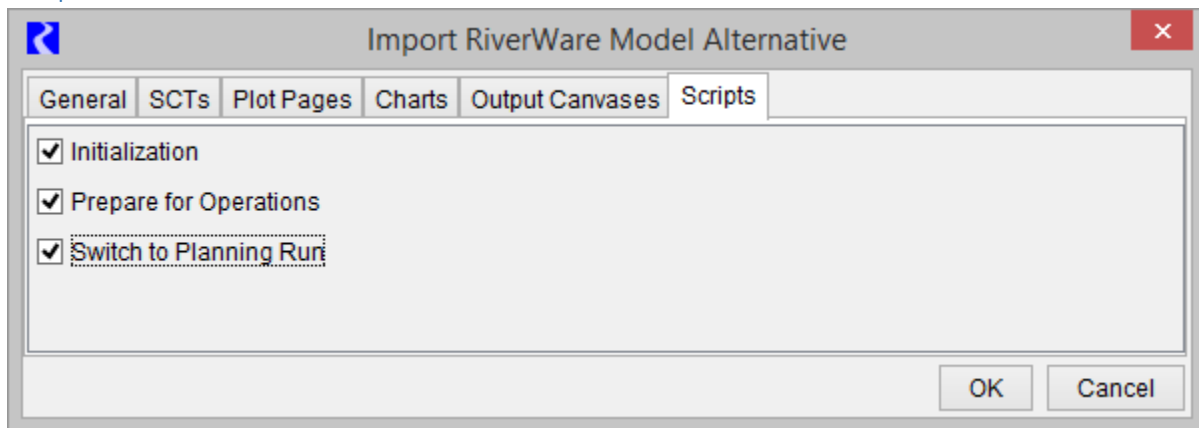 Import RiverWare Model Alternative
General SCTs Plot Pages Charts Output Canvases Scripts
Initialization
Prepare for Operations
Switch to Planning Run
OK Cancel